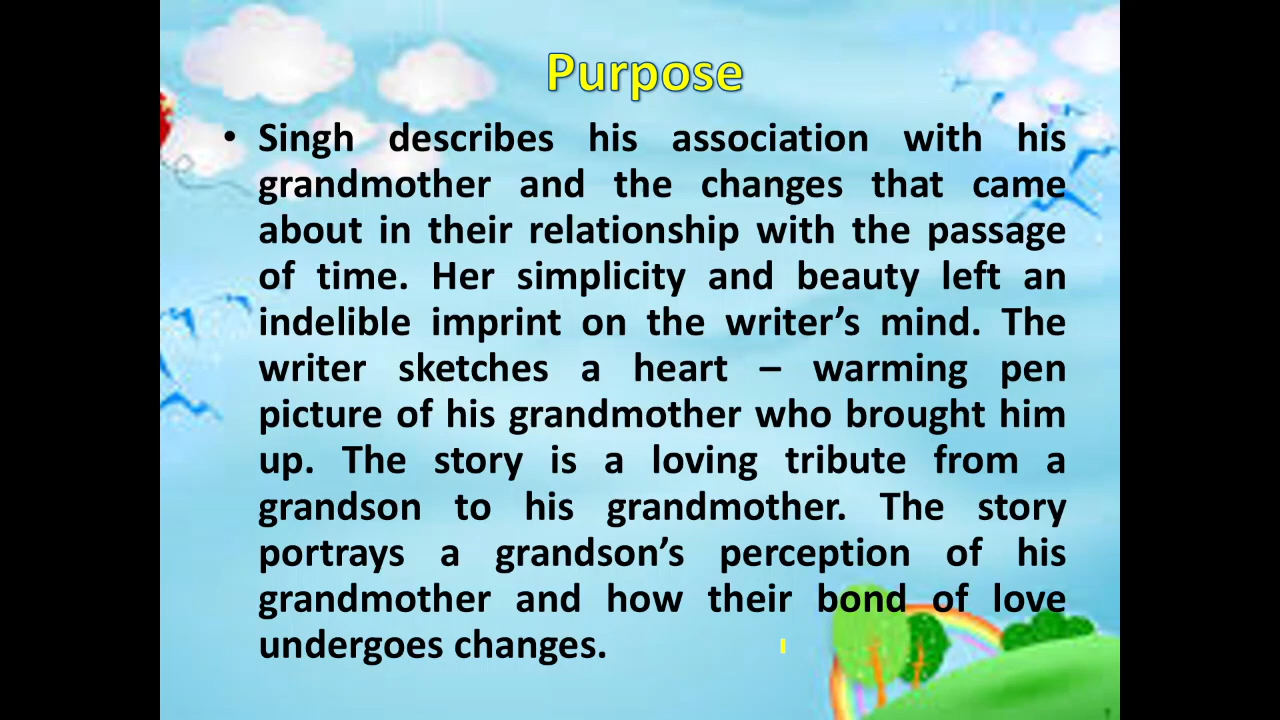 Purpose
• Singh describes his association with his
grandmother and the changes that came
about in their relationship with the passage
of time. Her simplicity and beauty left an
indelible imprint on the writer’s mind. The
writer sketches a heart – warming pen
picture of his grandmother who brought him
up. The story is a loving tribute from a
grandson to his grandmother. The story
portrays a grandson’s perception of his
grandmother and how their bond of love
undergoes changes.